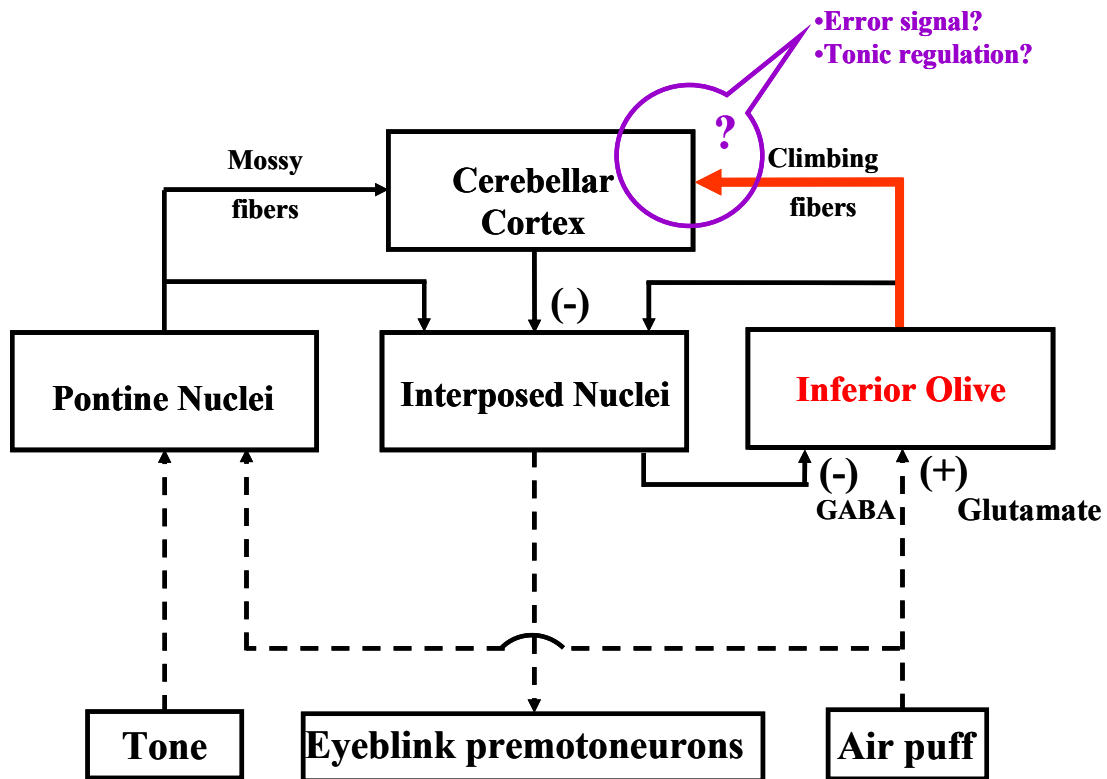 •Error signal?
•Tonic regulation?
?
Mossy
fibers
Cerebellar
Cortex
Climbing
fibers
(-)
Pontine Nuclei
Interposed Nuclei
Inferior Olive
(-)
GABA
(+)
Glutamate
Tone
Eyeblink premotoneurons
Air puff